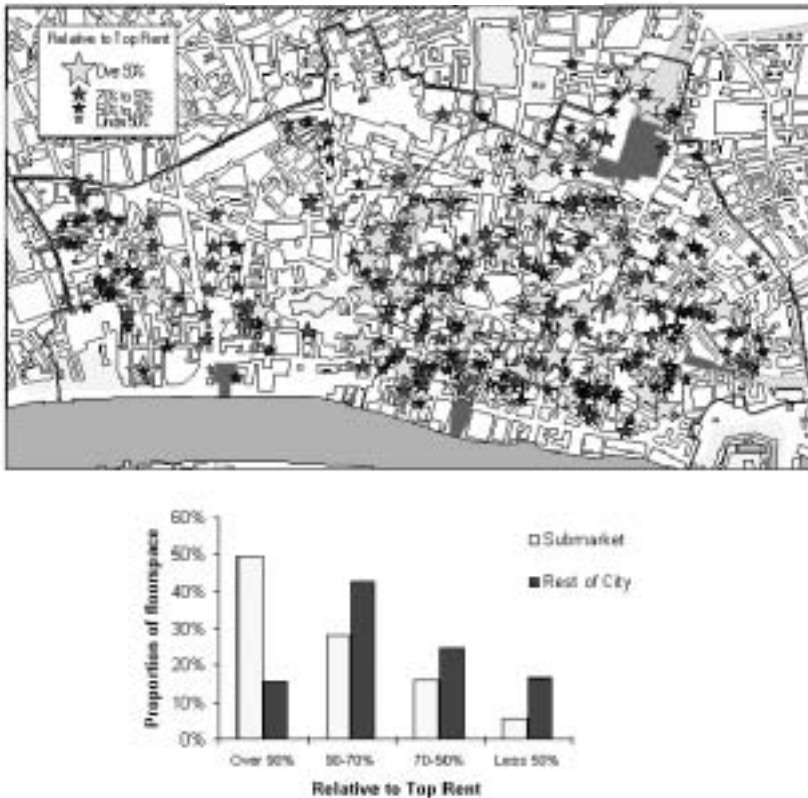 Relative to Top Rent
Over
Under
60%
50%
40%
30%
20%
10%
0%
Proportion of floorspace
Submarket
Rest of City
Over 90%
90-70%
70-50%
Less 50%
Relative to Top Rent